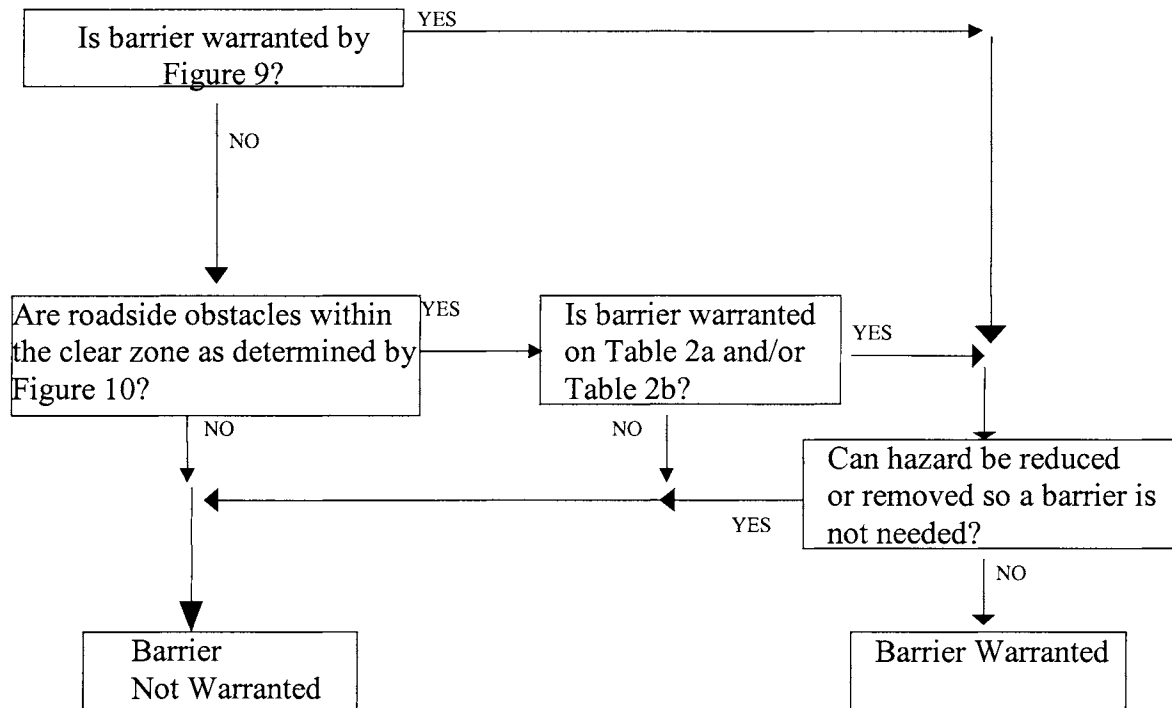 YES
Is barrier warranted by
Figure 9?
NO
Are roadside obstacles within
the clear zone as determined by
Figure 10?
YES
Is barrier warranted
on Table 2a and/or
Table 2b?
YES
NO
NO
Can hazard be reduced
or removed so a barrier is
not needed?
YES
NO
Barrier
Not Warranted
Barrier Warranted